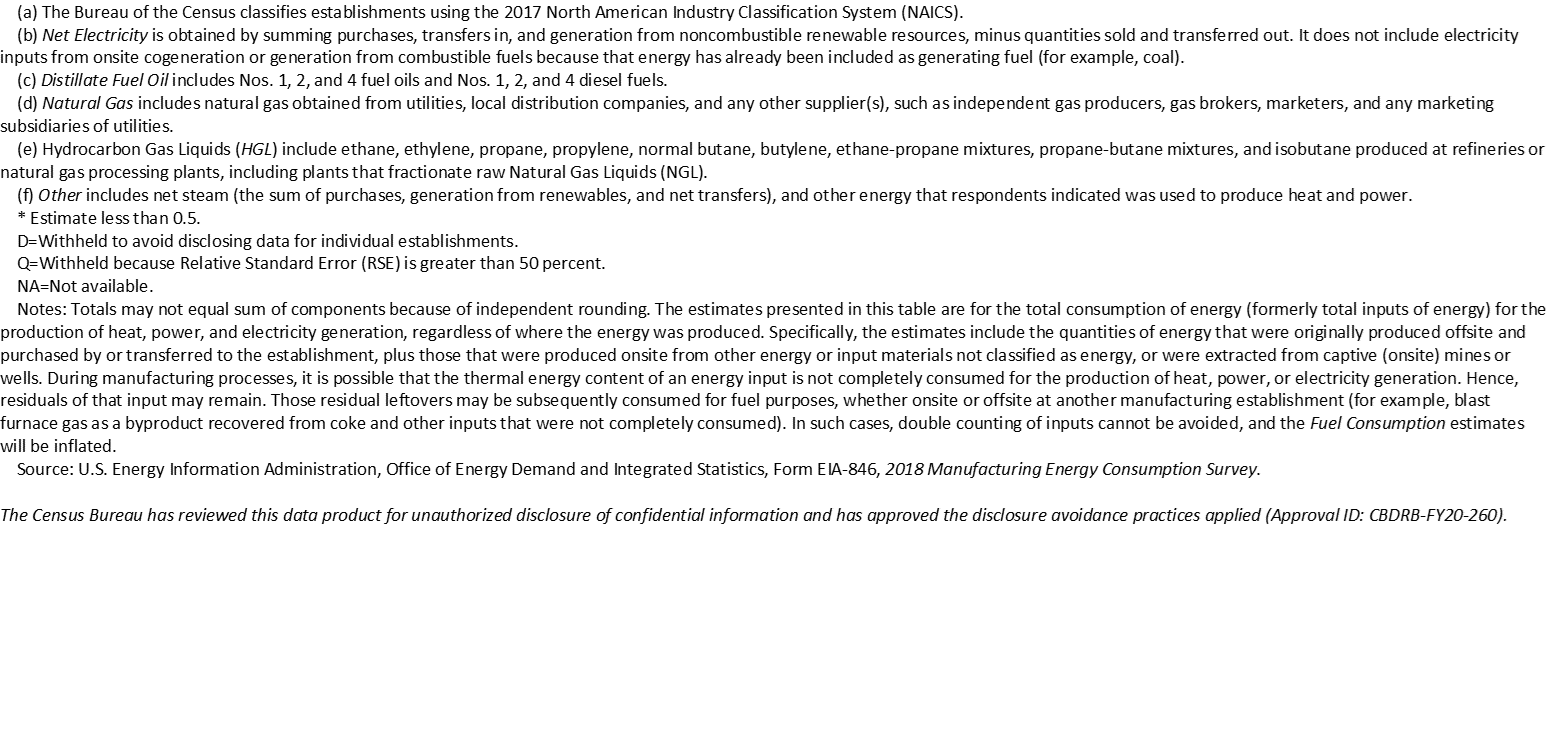 (a) The Bureau of the Census classifies establishments using the 2017 North American Industry Classification System (NAICS).
(b) Net Electricity is obtained by summing purchases, transfers in, and generation from noncombustible renewable resources, minus quantities sold and transferred out. It does not include electricity
inputs from onsite cogeneration or generation from combustible fuels because that energy has already been included as generating fuel (for example, coal).
(c) Distillate Fuel Oil includes Nos. 1, 2, and 4 fuel oils and Nos. 1, 2, and 4 diesel fuels.
(d) Natural Gas includes natural gas obtained from utilities, local distribution companies, and any other supplier(s), such as independent gas producers, gas brokers, marketers, and any marketing
subsidiaries of utilities.
(e) Hydrocarbon Gas Liquids (HGL) include ethane, ethylene, propane, propylene, normal butane, butylene, ethane-propane mixtures, propane-butane mixtures, and isobutane produced at refineries or
natural gas processing plants, including plants that fractionate raw Natural Gas Liquids (NGL).
(f) Other includes net steam (the sum of purchases, generation from renewables, and net transfers), and other energy that respondents indicated was used to produce heat and power.
* Estimate less than 0.5.
D=Withheld to avoid disclosing data for individual establishments.
Q=Withheld because Relative Standard Error (RSE) is greater than 50 percent.
NA=Not available.
Notes: Totals may not equal sum of components because of independent rounding. The estimates presented in this table are for the total consumption of energy (formerly total inputs of energy) for the
production of heat, power, and electricity generation, regardless of where the energy was produced. Specifically, the estimates include the quantities of energy that were originally produced offsite and
purchased by or transferred to the establishment, plus those that were produced onsite from other energy or input materials not classified as energy, or were extracted from captive (onsite) mines or
wells. During manufacturing processes, it is possible that the thermal energy content of an energy input is not completely consumed for the production of heat, power, or electricity generation. Hence,
residuals of that input may remain. Those residual leftovers may be subsequently consumed for fuel purposes, whether onsite or offsite at another manufacturing establishment (for example, blast
furnace gas as a byproduct recovered from coke and other inputs that were not completely consumed). In such cases, double counting of inputs cannot be avoided, and the Fuel Consumption estimates
will be inflated.
Source: U.S. Energy Information Administration, Office of Energy Demand and Integrated Statistics, Form EIA-846, 2018 Manufacturing Energy Consumption Survey.
The Census Bureau has reviewed this data product for unauthorized disclosure of confidential information and has approved the disclosure avoidance practices applied (Approval ID: CBDRB-FY20-260).